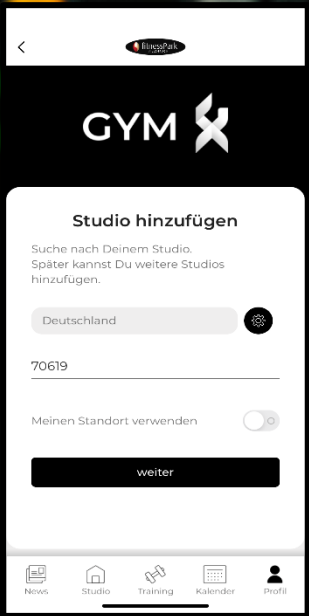 fitnessPark
GYM
Studio hinzufügen
Suche nach Deinem Studio.
Später kannst Du weitere Studios
hinzufügen.
Deutschland
70619
Meinen Standort verwenden
weiter
News
Studio
Training
Kalender
Profil